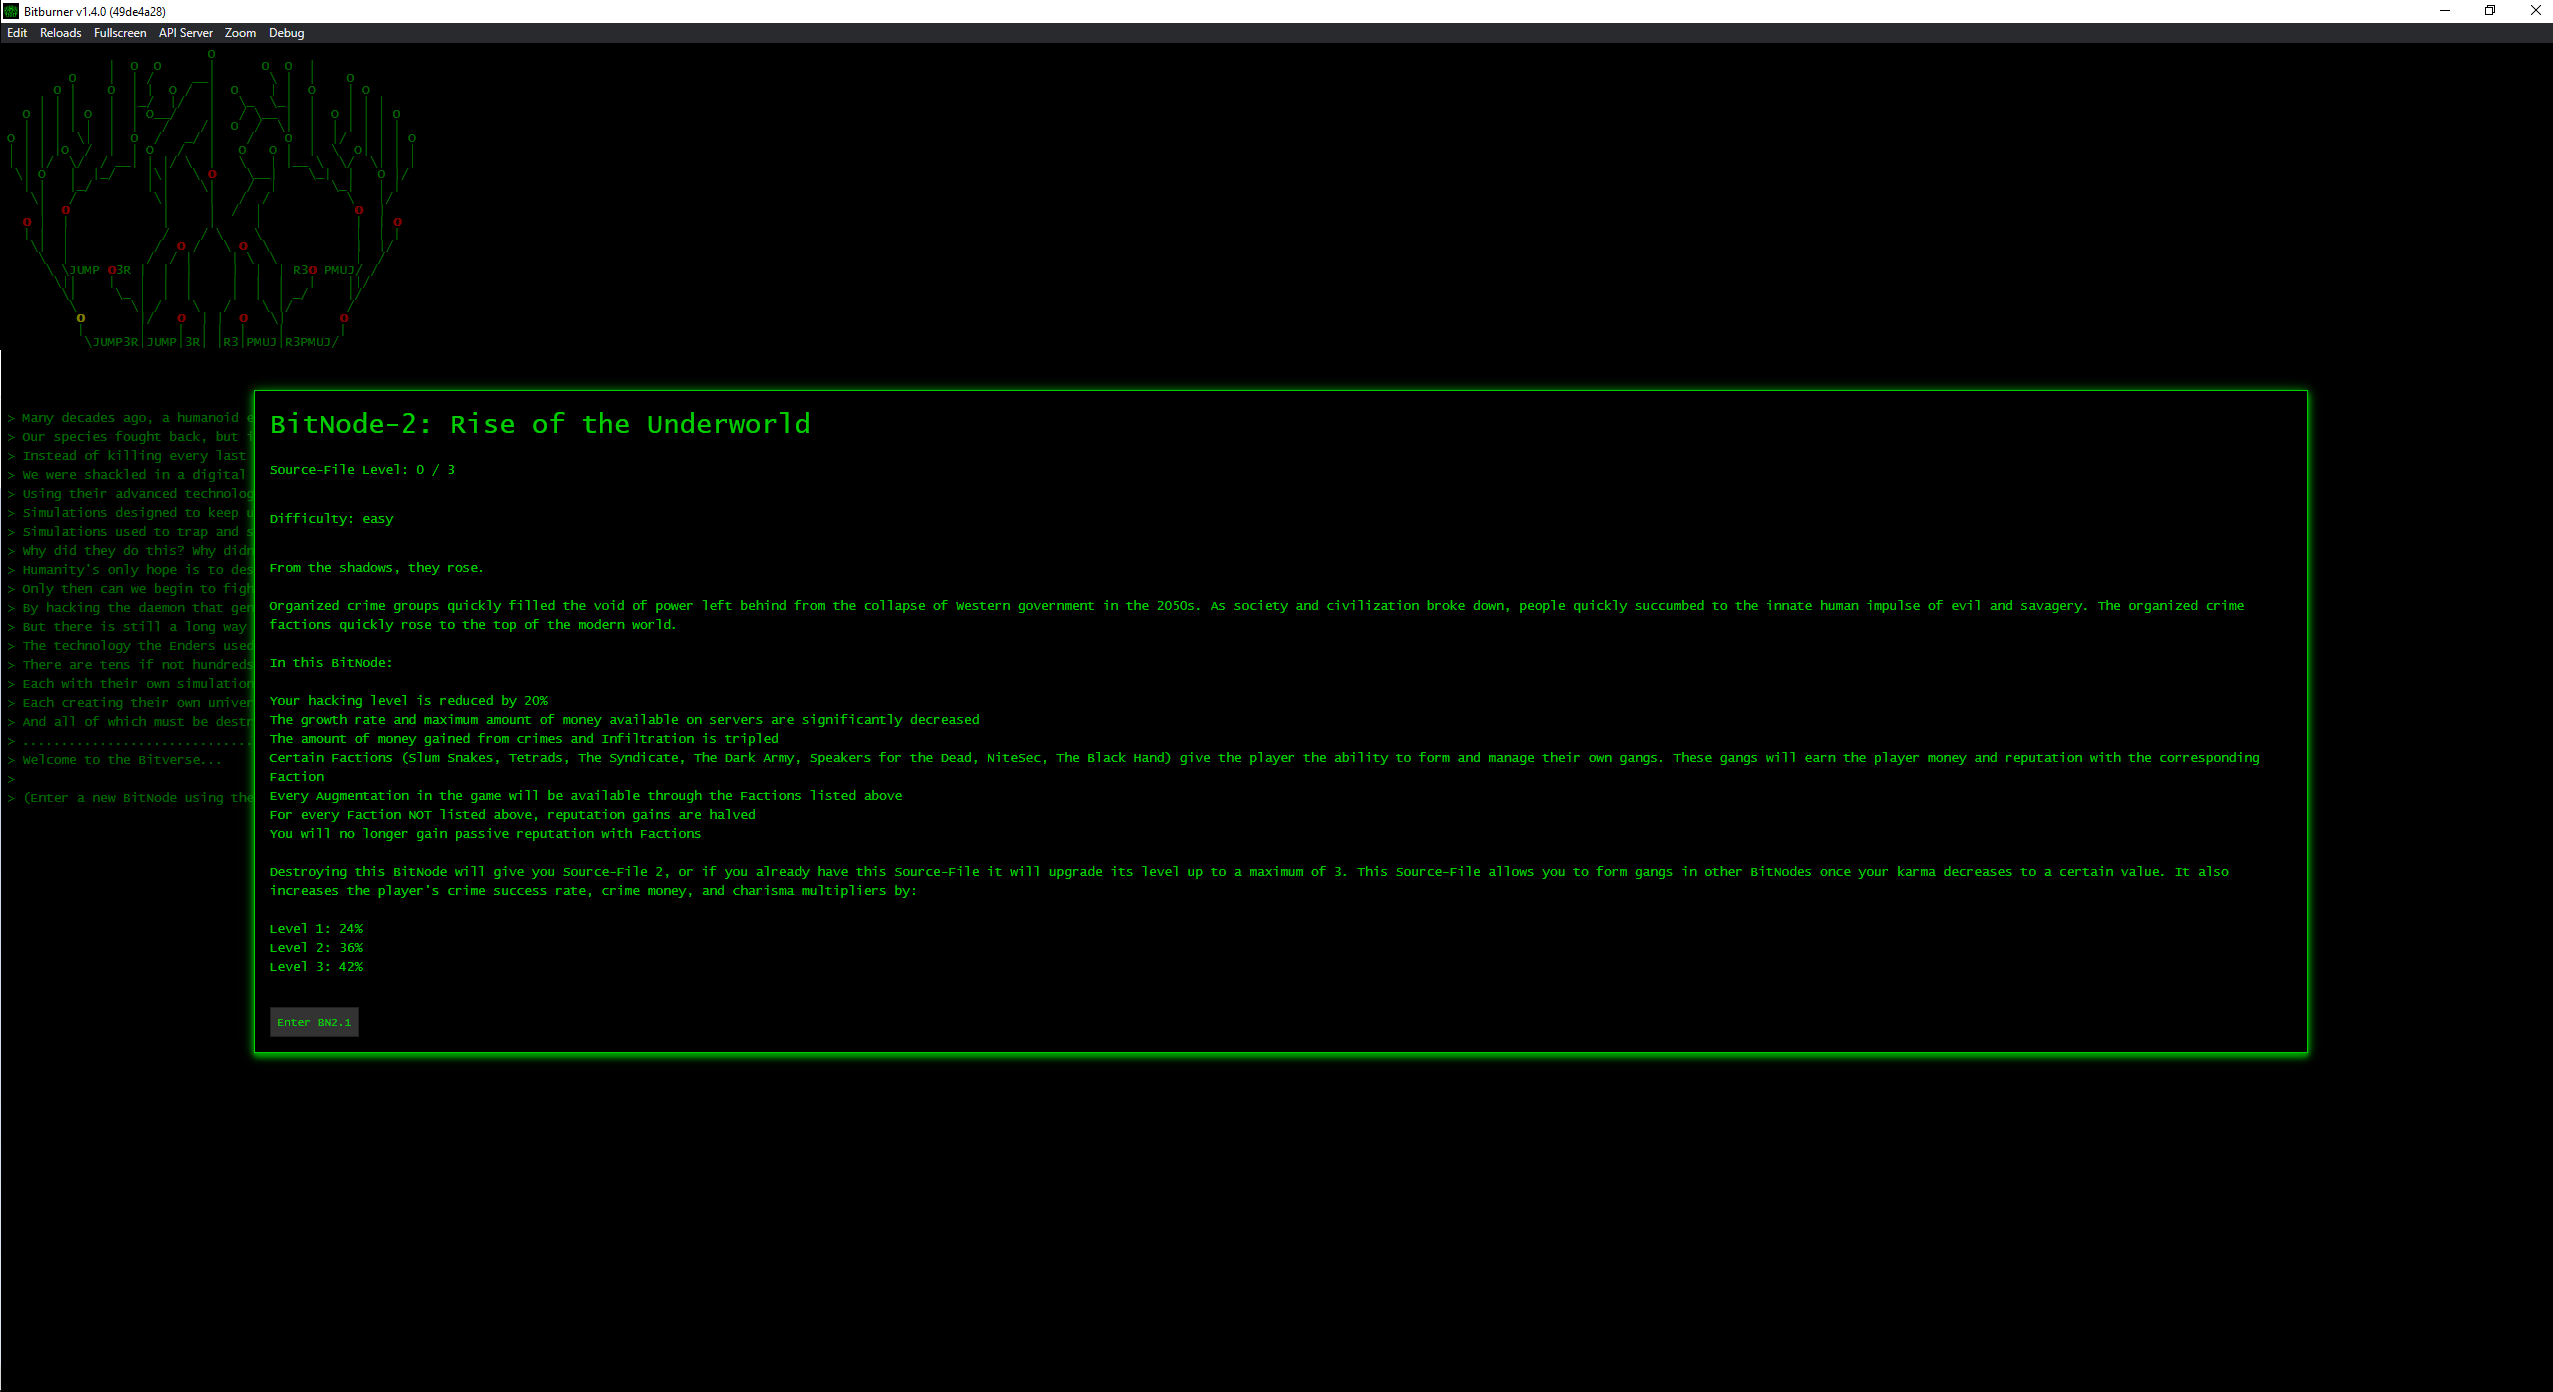 Bitburner v1.4.0 (49de4a28)
Edit Reloads Fullscreen API Server Zoom Debug
\JUMP O3R R3O PMUJ/
\JUMP3R|JUMP|3R| |R3|PMUJ|R3PMUJ/
> Many decades ago, a humanoid e
> Our species fought back, but i
> Instead of killing every last
> We were shackled in a digital
> Using their advanced technolog
> Simulations designed to keep u
> Simulations used to trap and s
> Why did they do this? Why didn
> Humanity's only hope is to des
> Only then can we begin to figh
> By hacking the daemon that gen
> But there is still a long way
> The technology the Enders used
> There are tens if not hundreds
> Each with their own simulation
> Each creating their own univer
> And all of which must be destr
> ..............................
> Welcome to the Bitverse...
>
> (Enter a new BitNode using the
BitNode-2: Rise of the Underworld
Source-File Level: 0 / 3
Difficulty: easy
From the shadows, they rose.
Organized crime groups quickly filled the void of power left behind from the collapse of Western government in the 2050s. As society and civilization broke down, people quickly succumbed to the innate human impulse of evil and savagery. The organized crime
factions quickly rose to the top of the modern world.
In this BitNode:
Your hacking level is reduced by 20%
The growth rate and maximum amount of money available on servers are significantly decreased
The amount of money gained from crimes and Infiltration is tripled
Certain Factions (Slum Snakes, Tetrads, The Syndicate, The Dark Army, Speakers for the Dead, NiteSec, The Black Hand) give the player the ability to form and manage their own gangs. These gangs will earn the player money and reputation with the corresponding
Faction
Every Augmentation in the game will be available through the Factions listed above
For every Faction NOT listed above, reputation gains are halved
You will no longer gain passive reputation with Factions
Destroying this BitNode will give you Source-File 2, or if you already have this Source-File it will upgrade its level up to a maximum of 3. This Source-File allows you to form gangs in other BitNodes once your karma decreases to a certain value. It also
increases the player's crime success rate, crime money, and charisma multipliers by:
Level 1: 24%
Level 2: 36%
Level 3: 42%
Enter BN2.1